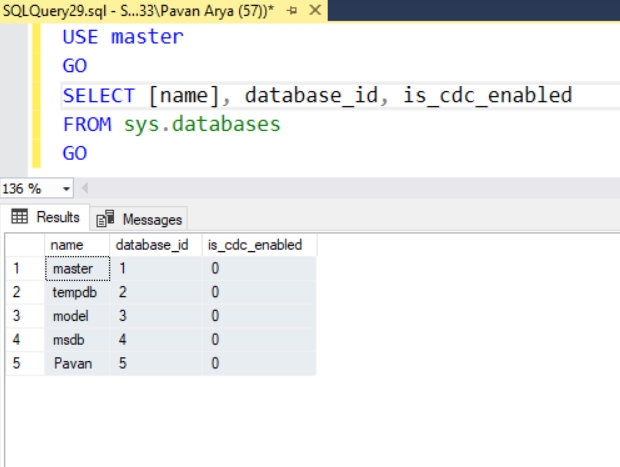 SQLQuery29.sql - S...33\Pavan Arya (57))*
USE master
GO
SELECT [name], database_id, is_cdc_enabled
FROM sys.databases
GO
136 %
Results Messages
name database_id is_cdc_enabled
1 master 1 0
2 tempdb 2 0
3 model 3 0
4 msdb 4 0
5 Pavan 5 0